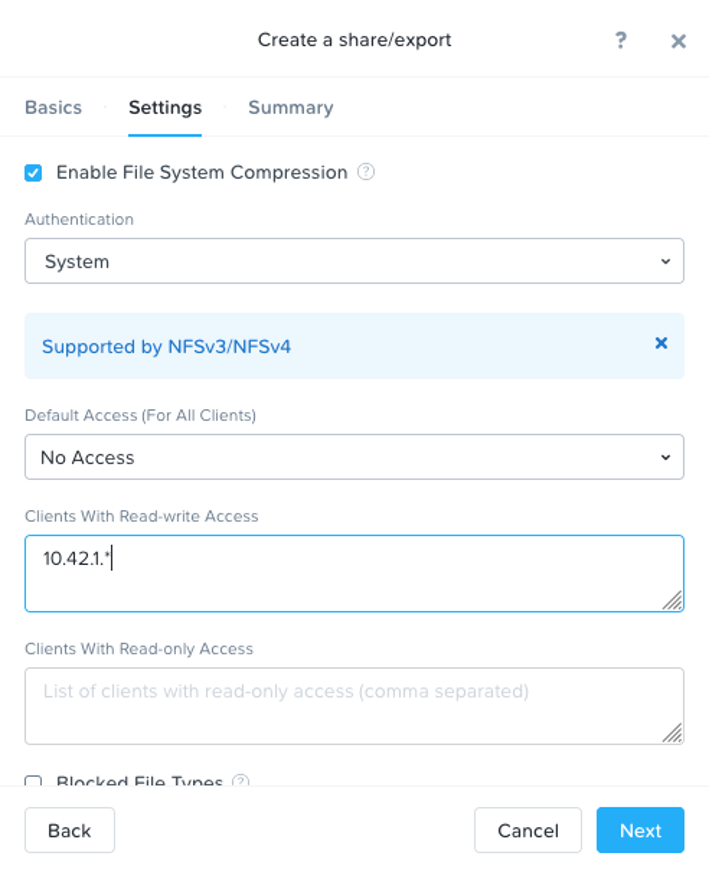 Create a share/export ? ×
Basics · Settings · Summary
Enable File System Compression ?
Authentication
System
Supported by NFSv3/NFSv4 ×
Default Access (For All Clients)
No Access
Clients With Read-write Access
10.42.1.*
Clients With Read-only Access
List of clients with read-only access (comma separated)
Blocked File Types ?
Back Cancel Next